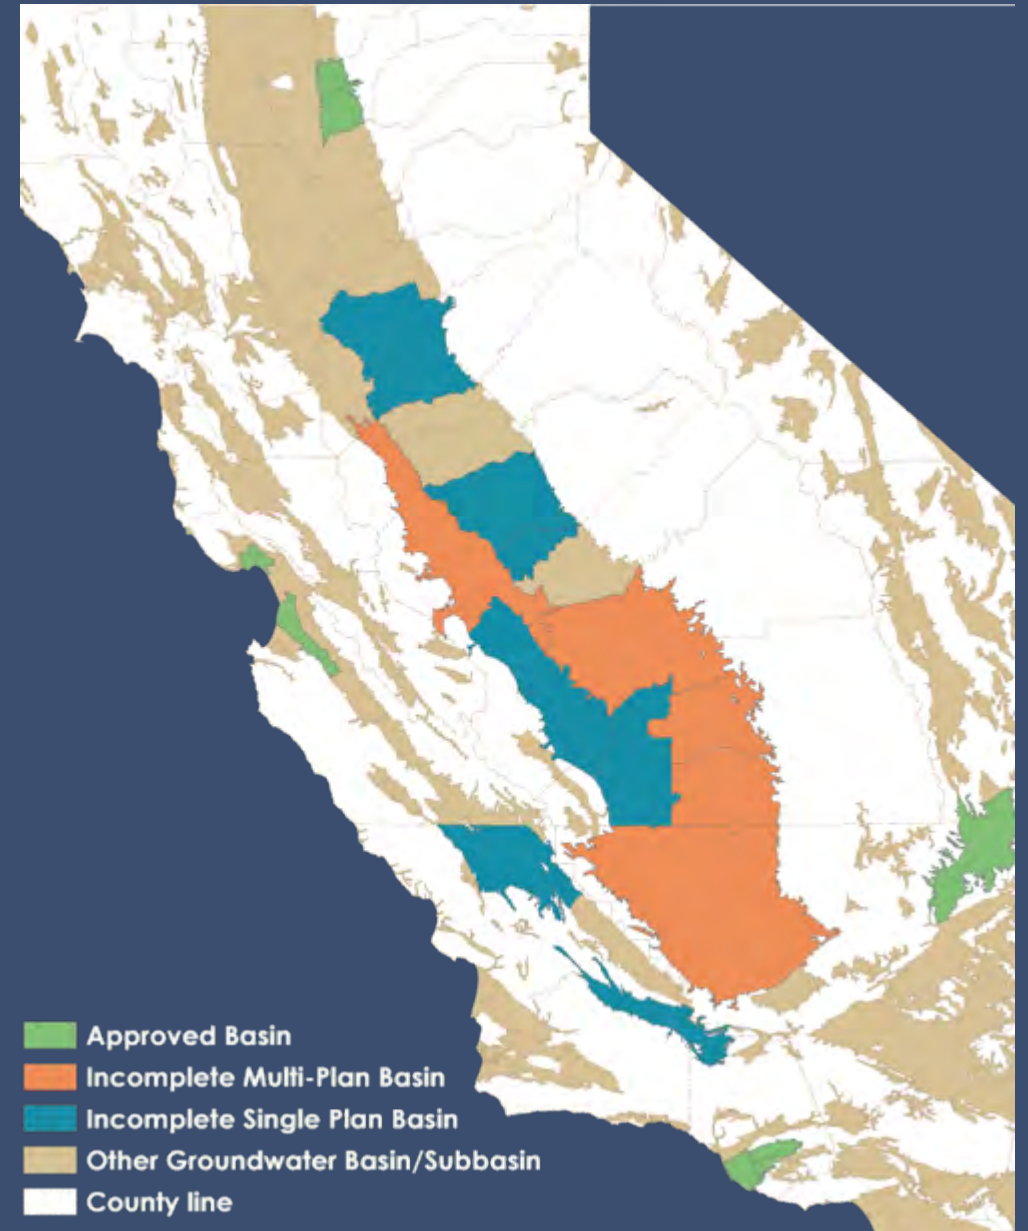 Approved Basin
Incomplete Multi-Plan Basin
Incomplete Single Plan Basin
Other Groundwater Basin/Subbasin
County line